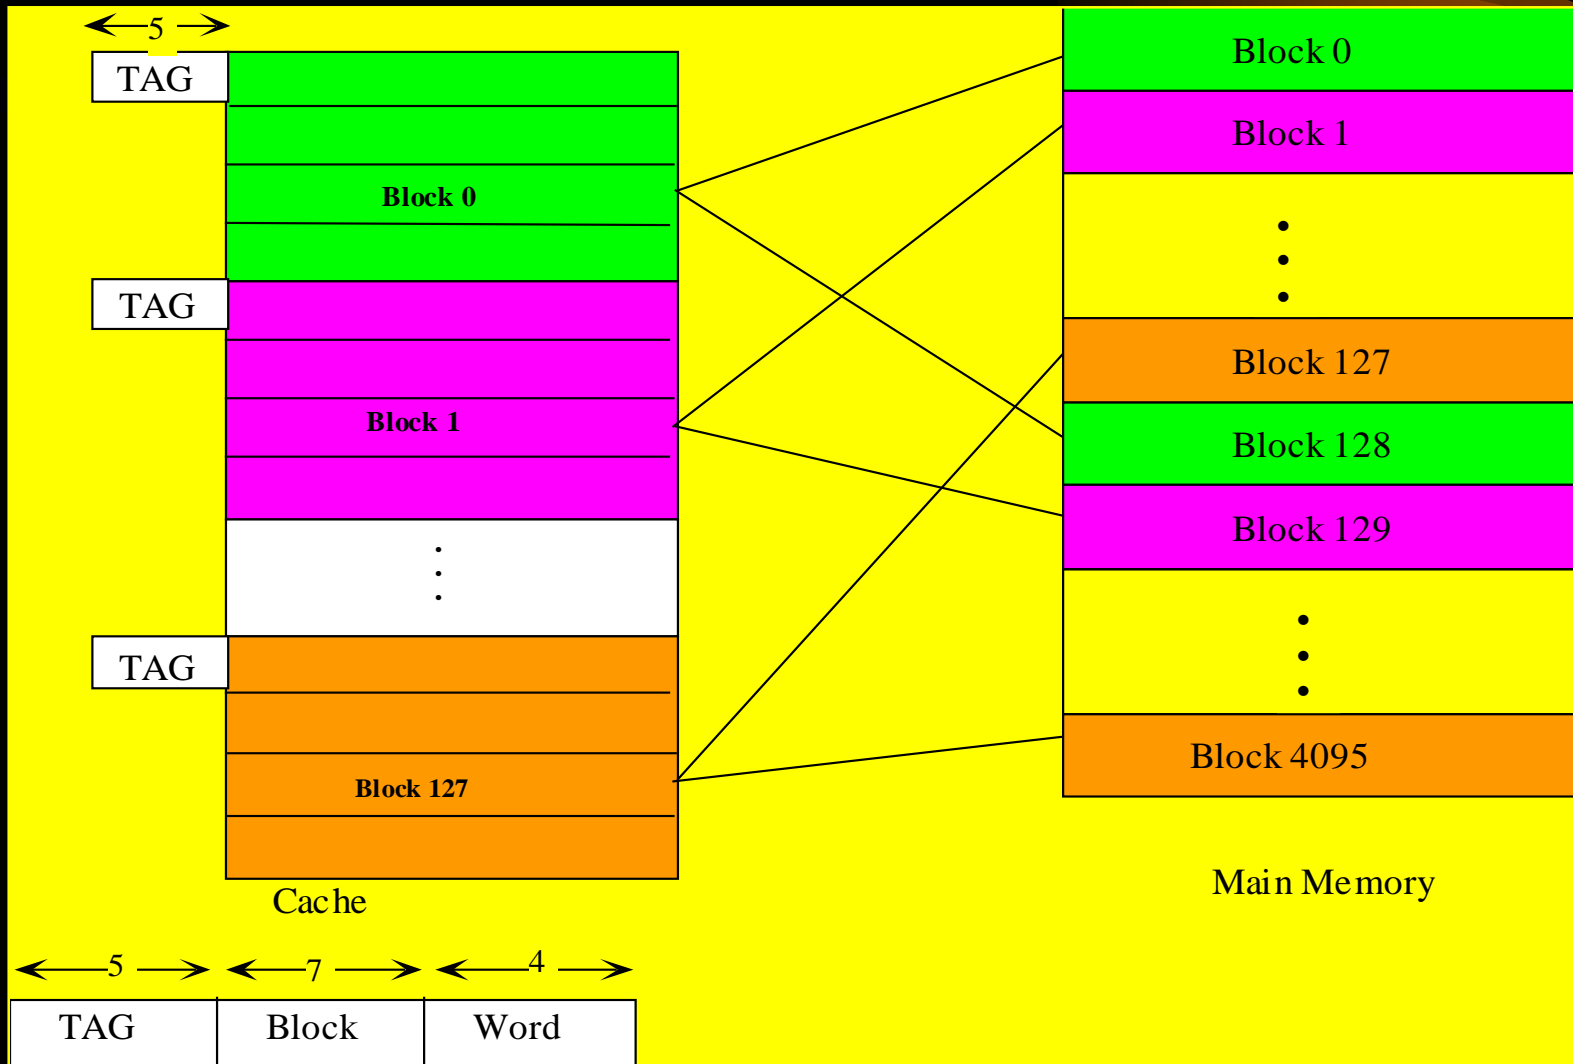 5
TAG
Block 0
TAG
Block 1
TAG
Block 127
Cache
Block 0
Block 1
Block 127
Block 128
Block 129
Block 4095
Main Memory
5 7 4
TAG Block Word